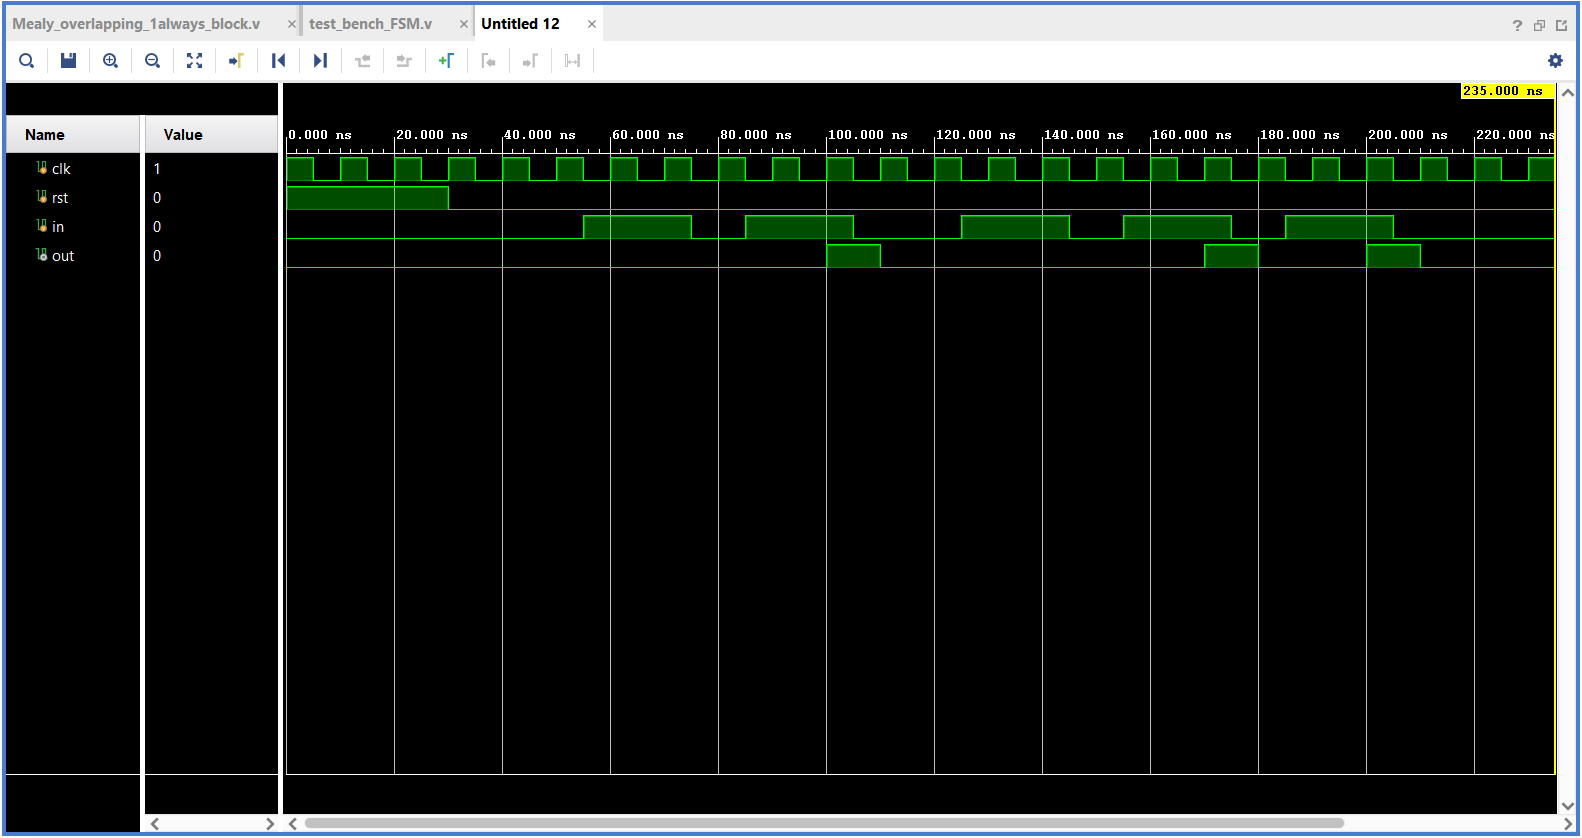 Mealy_overlapping_1always_block.v × test_bench_FSM.v × Untitled 12 ×
235.000 ns
Name Value
0.000 ns 20.000 ns 40.000 ns 60.000 ns 80.000 ns 100.000 ns 120.000 ns 140.000 ns 160.000 ns 180.000 ns 200.000 ns 220.000 ns
clk 1
rst 0
in 0
out 0